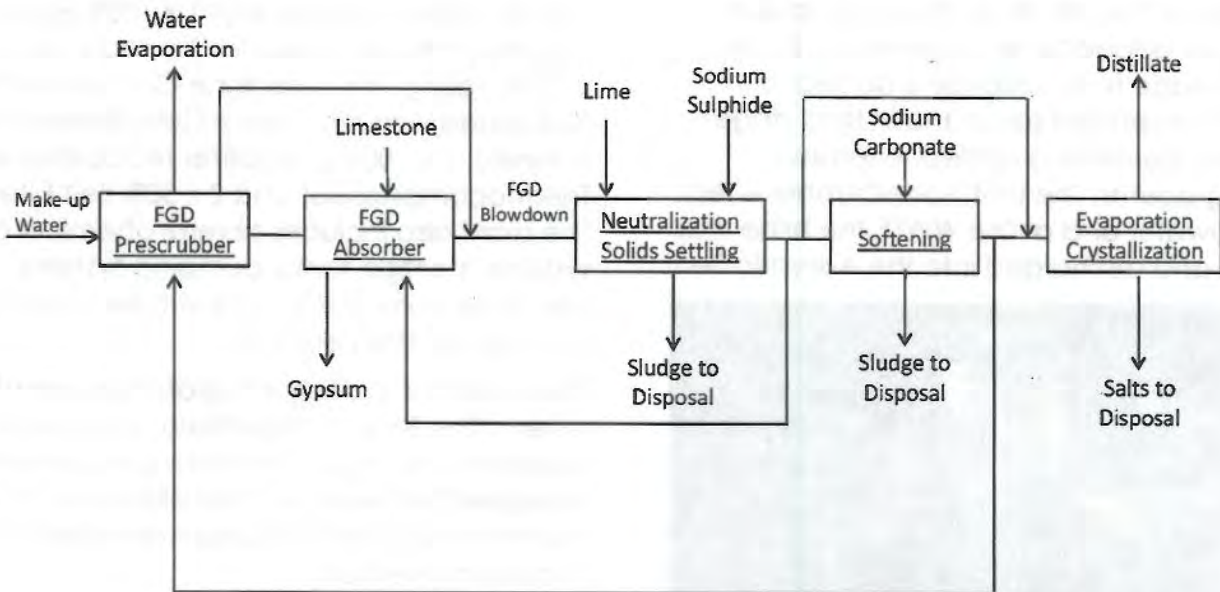 Water
Evaporation
Limestone
Lime
Sodium
Sulphide
Sodium
Carbonate
Distillate
Make-up
Water
FGD
Prescrubber
FGD
Absorber
FGD
Blowdown
Neutralization
Solids Settling
Softening
Evaporation
Crystallization
Gypsum
Sludge to
Disposal
Sludge to
Disposal
Salts to
Disposal